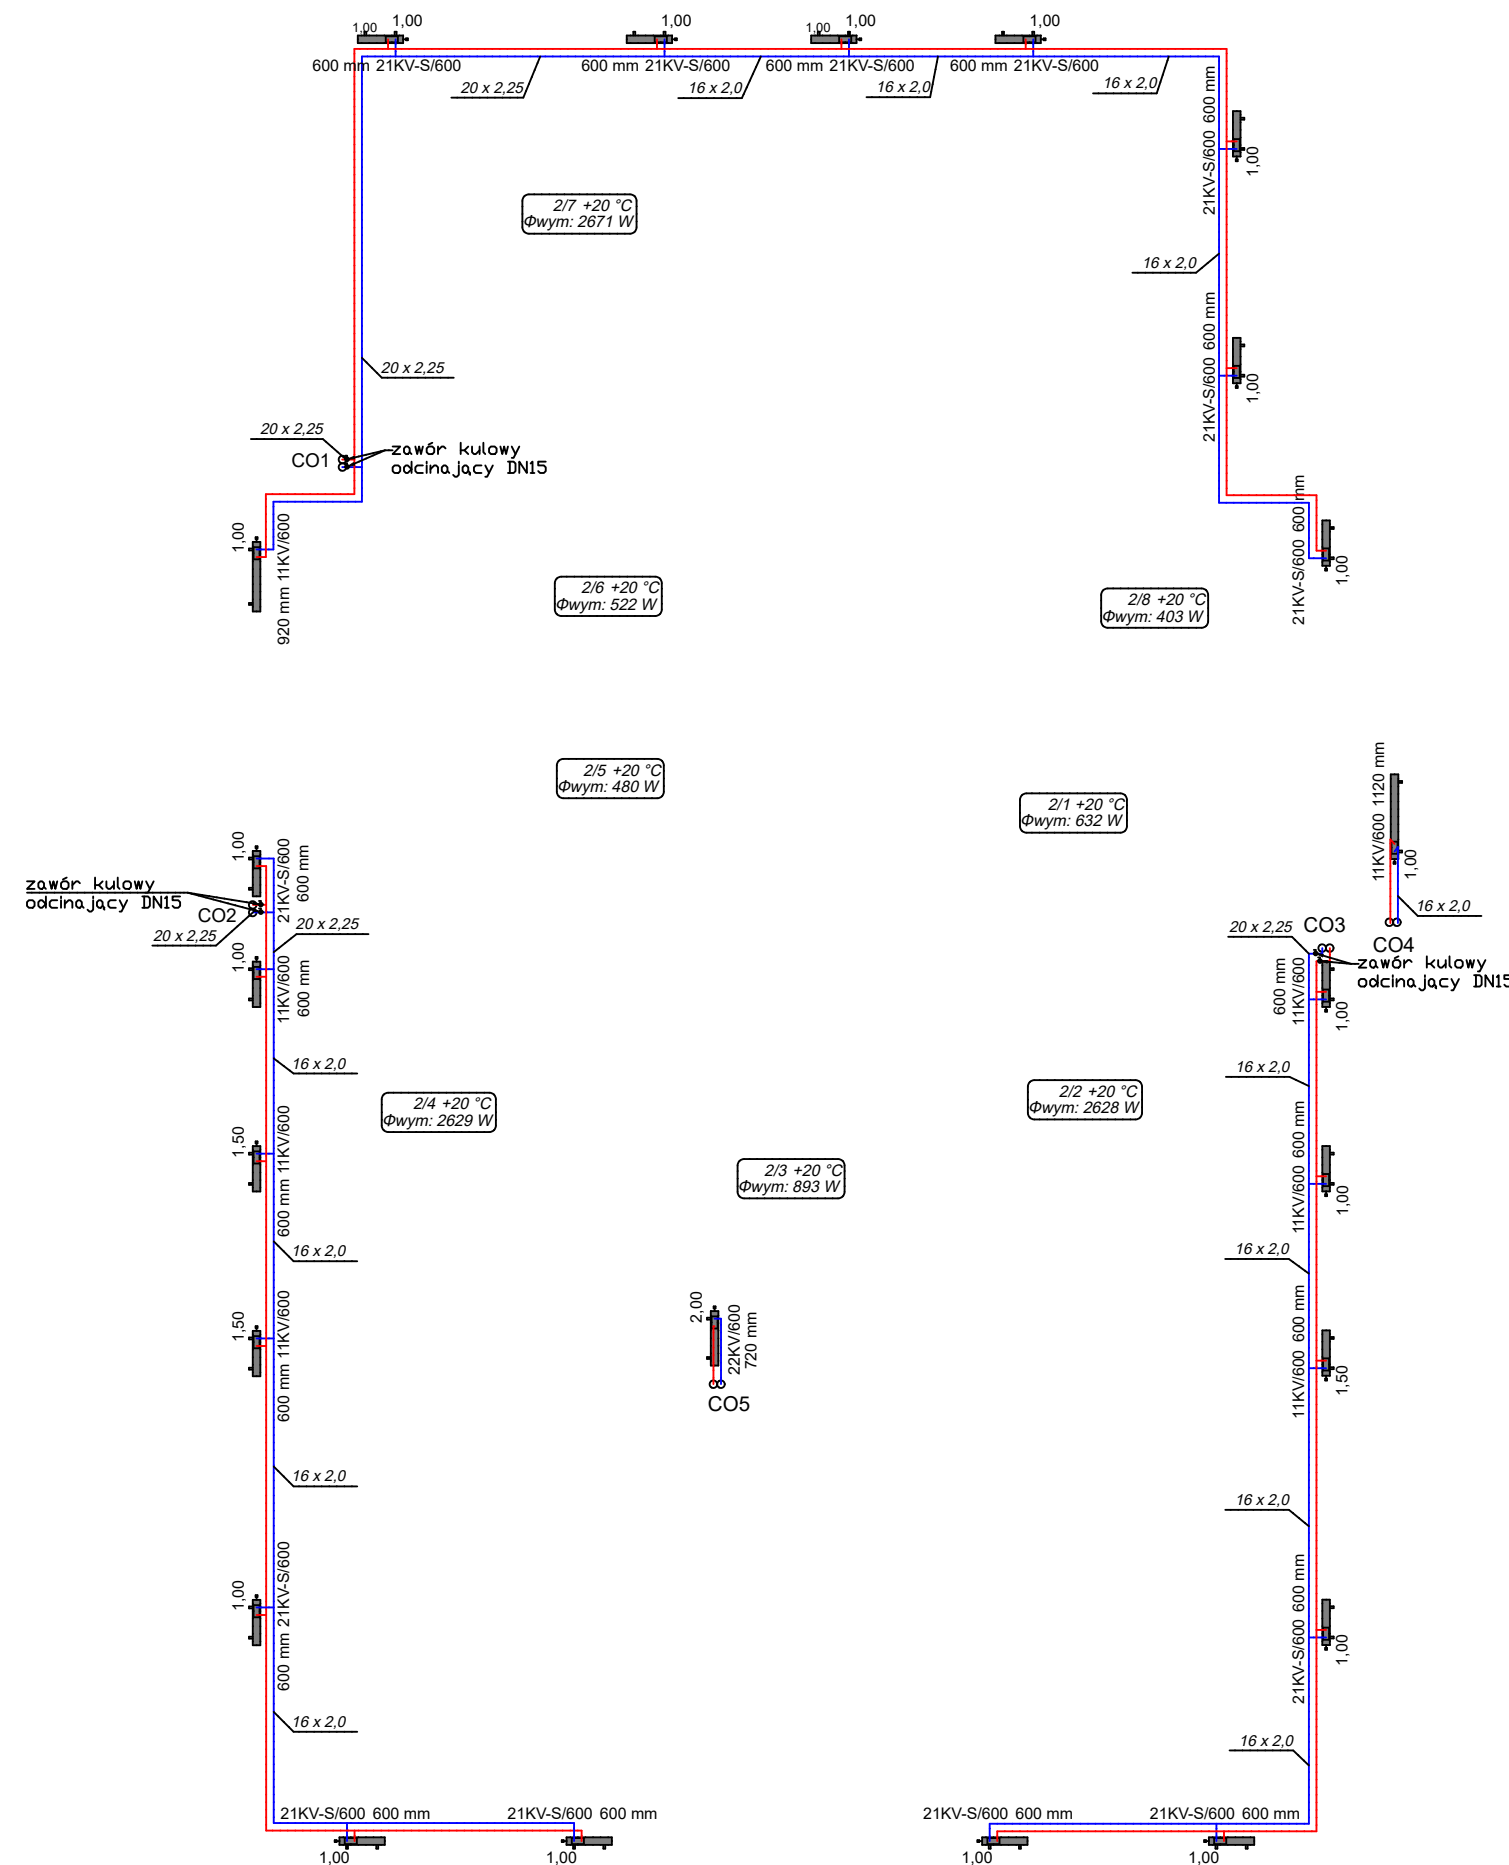 1,00
1,00
1,00
1,00
1,00
1,00
600 mm 21KV-S/600
600 mm 21KV-S/600
600 mm 21KV-S/600
600 mm 21KV-S/600
20 x 2,25
16 x 2,0
16 x 2,0
16 x 2,0
21KV-S/600 600 mm
1,00
2/7 +20 °C
Φwym: 2671 W
16 x 2,0
20 x 2,25
21KV-S/600 600 mm
1,00
20 x 2,25
CO1
zawór kulowy
odcinający DN15
1,00
920 mm 11KV/600
21KV-S/600 600 mm
1,00
2/6 +20 °C
Φwym: 522 W
2/8 +20 °C
Φwym: 403 W
2/5 +20 °C
Φwym: 480 W
2/1 +20 °C
Φwym: 632 W
11KV/600 1120 mm
1,00
16 x 2,0
CO4
1,00
21KV-S/600
600 mm
zawór kulowy
odcinający DN15
CO2
20 x 2,25
20 x 2,25
20 x 2,25
CO3
zawór kulowy
odcinający DN15
1,00
11KV/600
600 mm
600 mm
11KV/600
1,00
16 x 2,0
16 x 2,0
2/4 +20 °C
Φwym: 2629 W
2/2 +20 °C
Φwym: 2628 W
1,50
600 mm 11KV/600
2/3 +20 °C
Φwym: 893 W
11KV/600 600 mm
1,00
16 x 2,0
16 x 2,0
1,50
600 mm 11KV/600
2,00
22KV/600
720 mm
CO5
11KV/600 600 mm
1,50
16 x 2,0
16 x 2,0
1,00
600 mm 21KV-S/600
21KV-S/600 600 mm
1,00
16 x 2,0
16 x 2,0
21KV-S/600 600 mm
21KV-S/600 600 mm
21KV-S/600 600 mm
21KV-S/600 600 mm
1,00
1,00
1,00
1,00